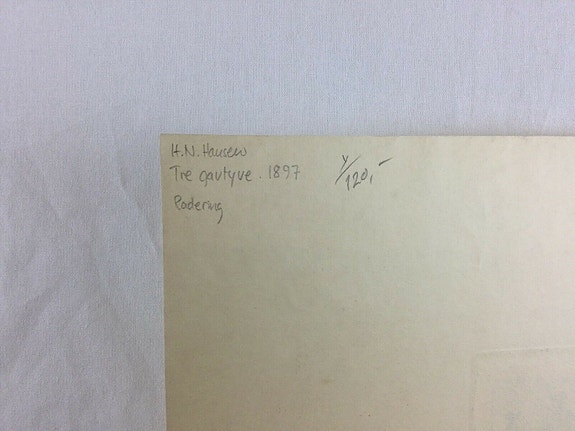 H.N. Hansen
Tre gavtyve. 1897 y/120,-
Radering